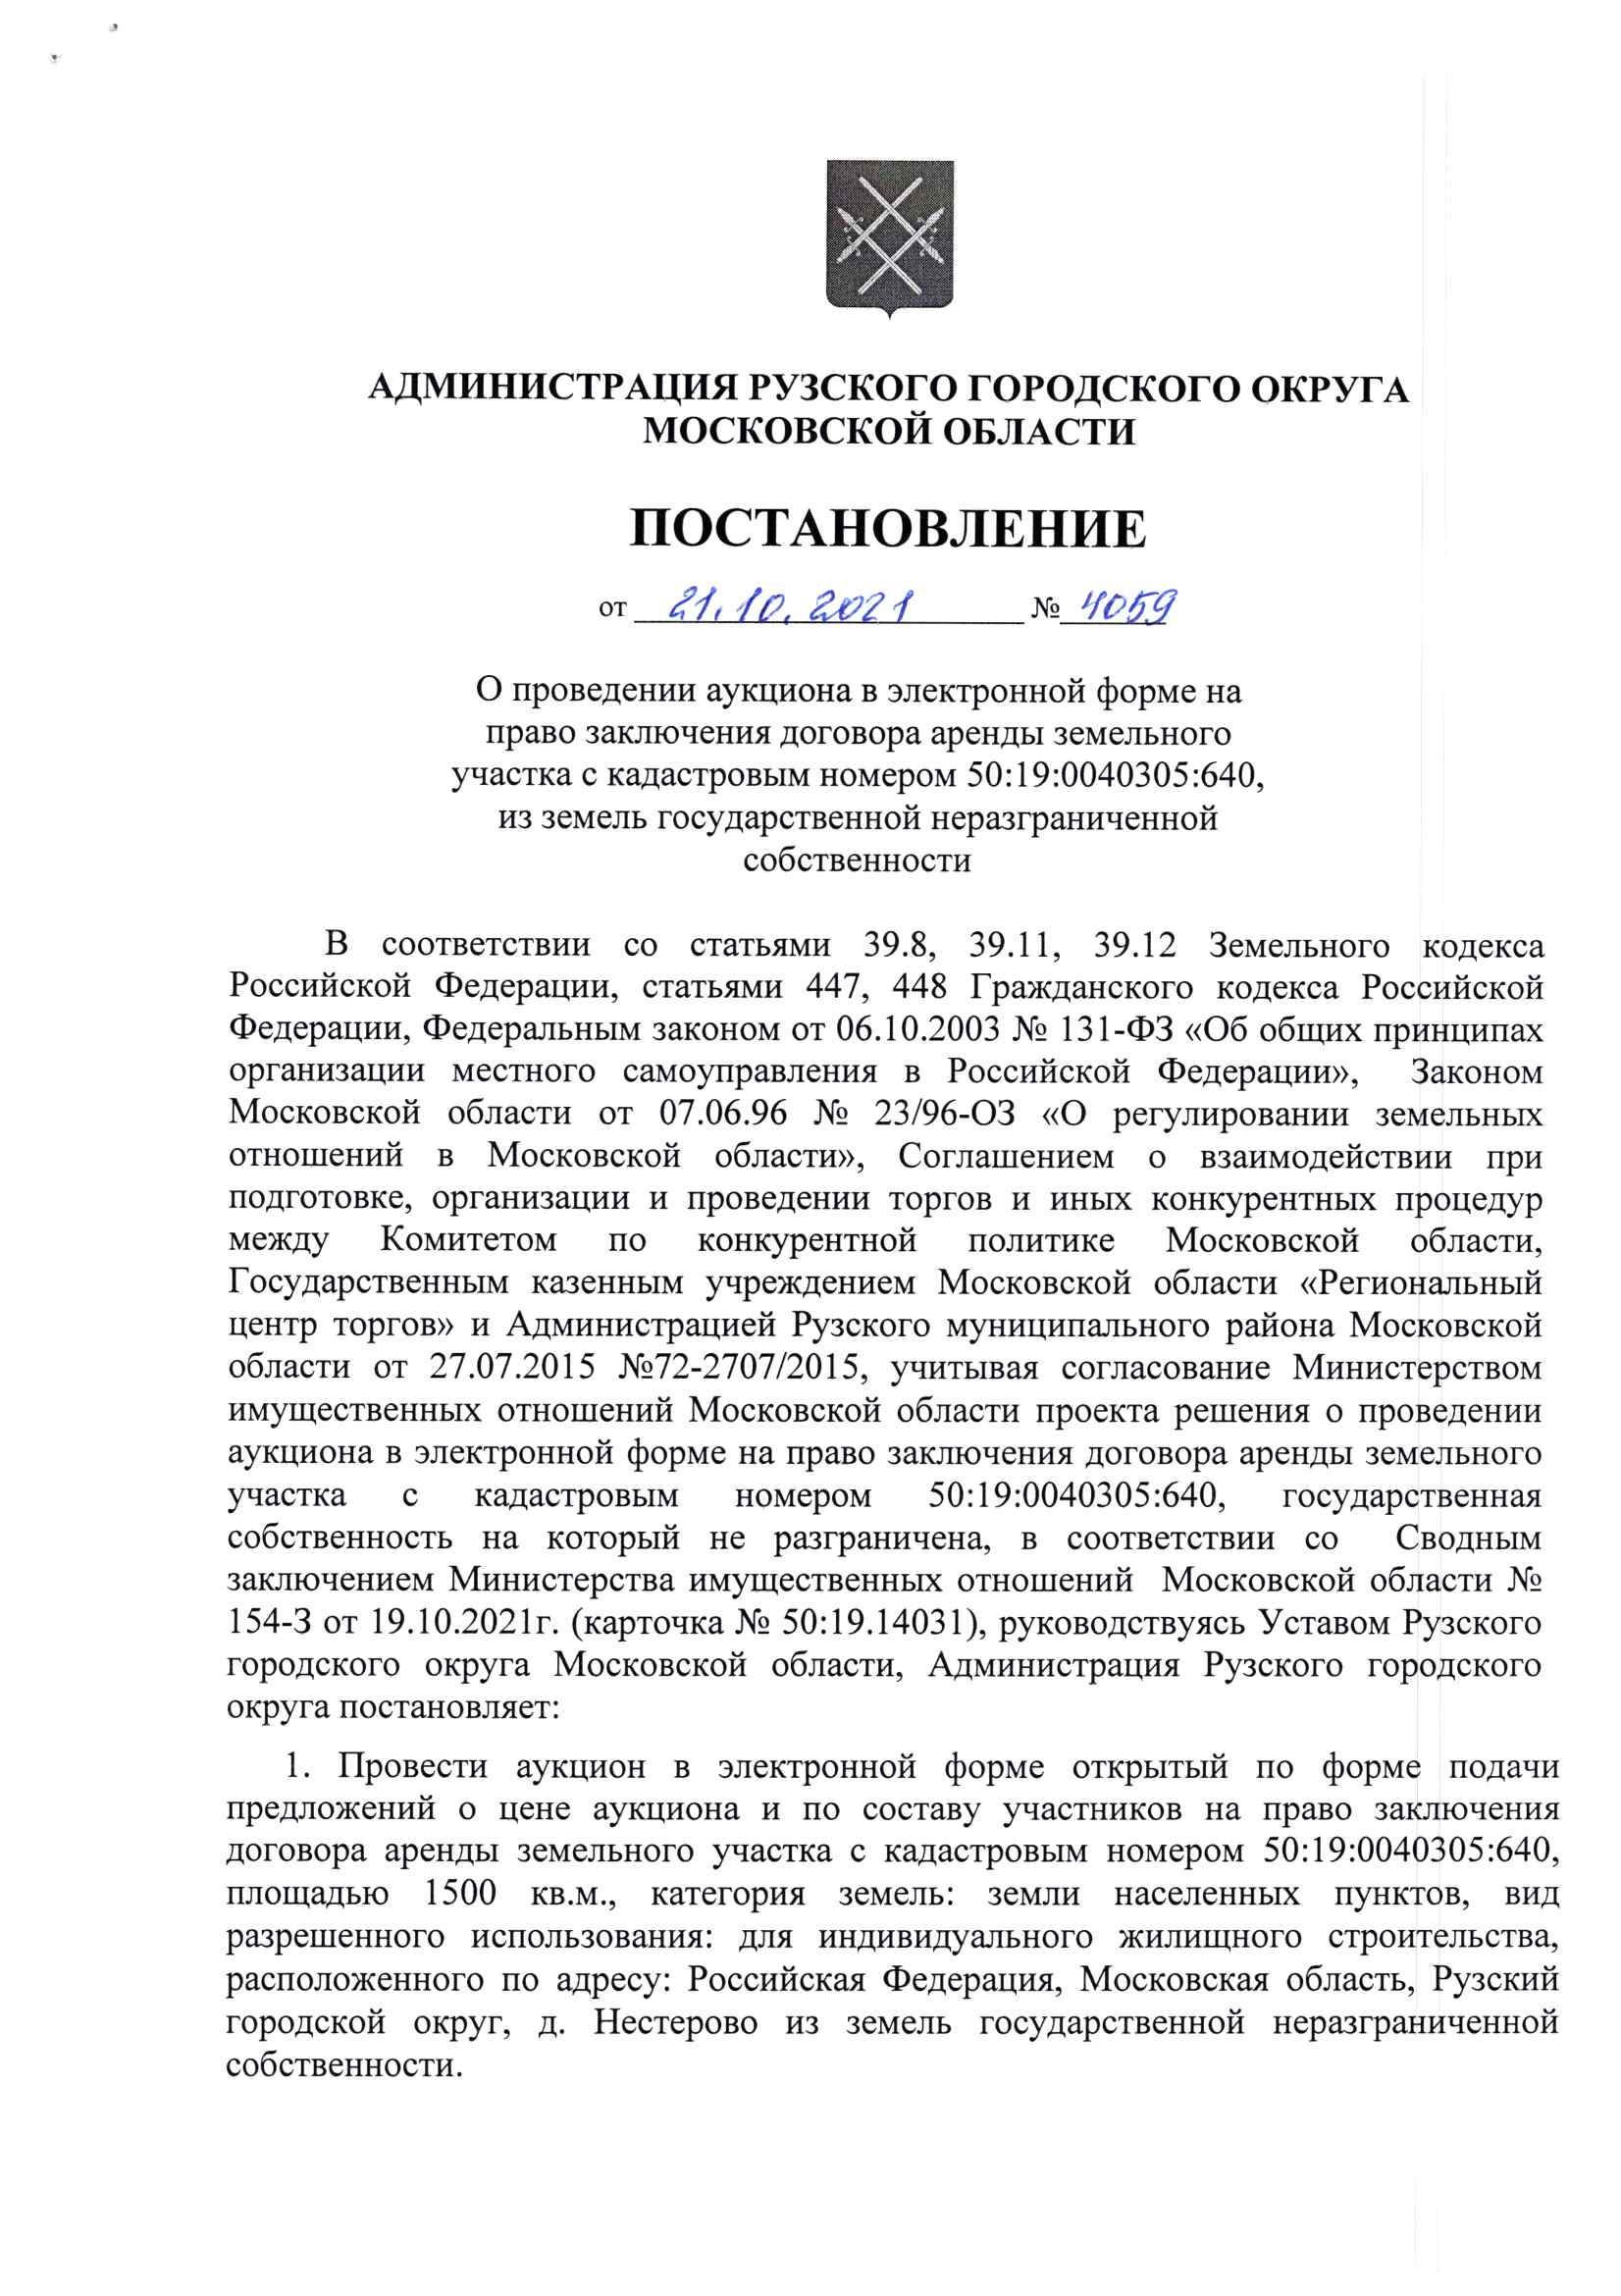 АДМИНИСТРАЦИЯ РУЗСКОГО ГОРОДСКОГО ОКРУГА
МОСКОВСКОЙ ОБЛАСТИ
ПОСТАНОВЛЕНИЕ
от 21.10.2021 № 4059
О проведении аукциона в электронной форме на
право заключения договора аренды земельного
участка с кадастровым номером 50:19:0040305:640,
из земель государственной неразграниченной
собственности
В соответствии со статьями 39.8, 39.11, 39.12 Земельного кодекса
Российской Федерации, статьями 447, 448 Гражданского кодекса Российской
Федерации, Федеральным законом от 06.10.2003 № 131-ФЗ «Об общих принципах
организации местного самоуправления в Российской Федерации», Законом
Московской области от 07.06.96 № 23/96-ОЗ «О регулировании земельных
отношений в Московской области», Соглашением о взаимодействии при
подготовке, организации и проведении торгов и иных конкурентных процедур
между Комитетом по конкурентной политике Московской области,
Государственным казенным учреждением Московской области «Региональный
центр торгов» и Администрацией Рузского муниципального района Московской
области от 27.07.2015 №72-2707/2015, учитывая согласование Министерством
имущественных отношений Московской области проекта решения о проведении
аукциона в электронной форме на право заключения договора аренды земельного
участка с кадастровым номером 50:19:0040305:640, государственная
собственность на который не разграничена, в соответствии со Сводным
заключением Министерства имущественных отношений Московской области №
154-З от 19.10.2021г. (карточка № 50:19.14031), руководствуясь Уставом Рузского
городского округа Московской области, Администрация Рузского городского
округа постановляет:
1. Провести аукцион в электронной форме открытый по форме подачи
предложений о цене аукциона и по составу участников на право заключения
договора аренды земельного участка с кадастровым номером 50:19:0040305:640,
площадью 1500 кв.м., категория земель: земли населенных пунктов, вид
разрешенного использования: для индивидуального жилищного строительства,
расположенного по адресу: Российская Федерация, Московская область, Рузский
городской округ, д. Нестерово из земель государственной неразграниченной
собственности.